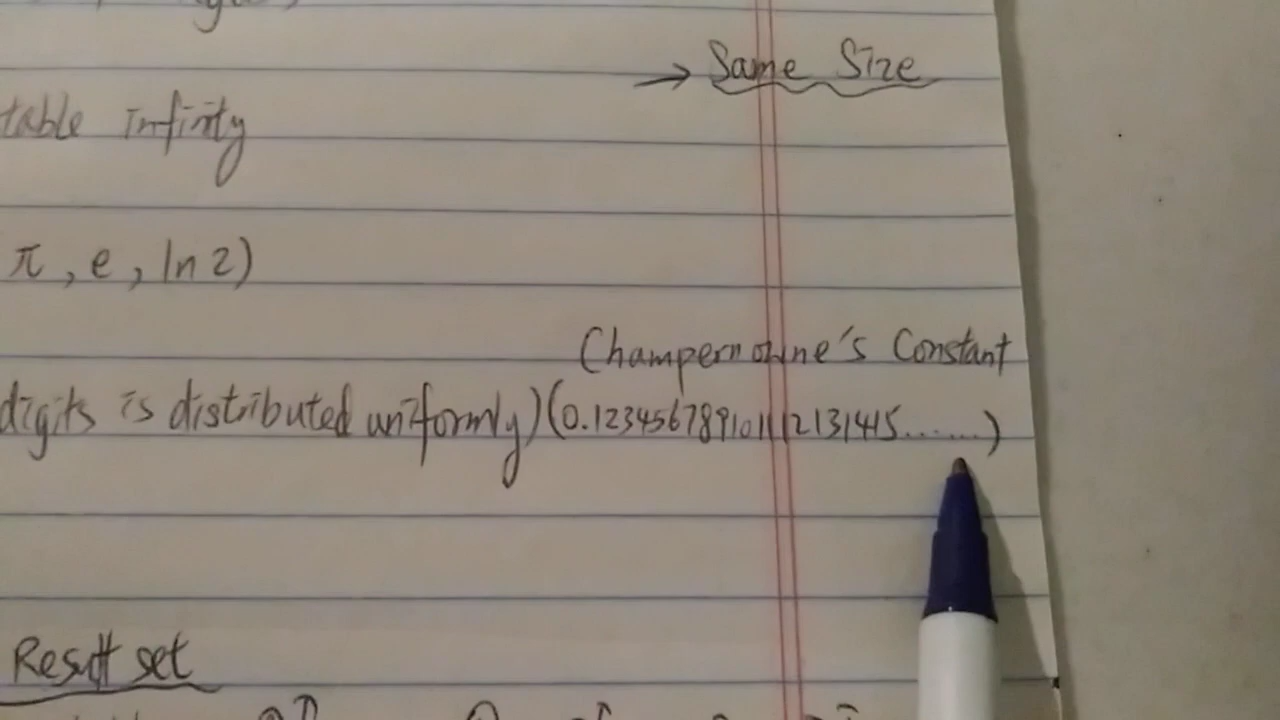 → Same Size
table Infinity
π, e, ln 2)
Champernowne's Constant
digits is distributed uniformly) (0.123456789101112131415.......)
Result set